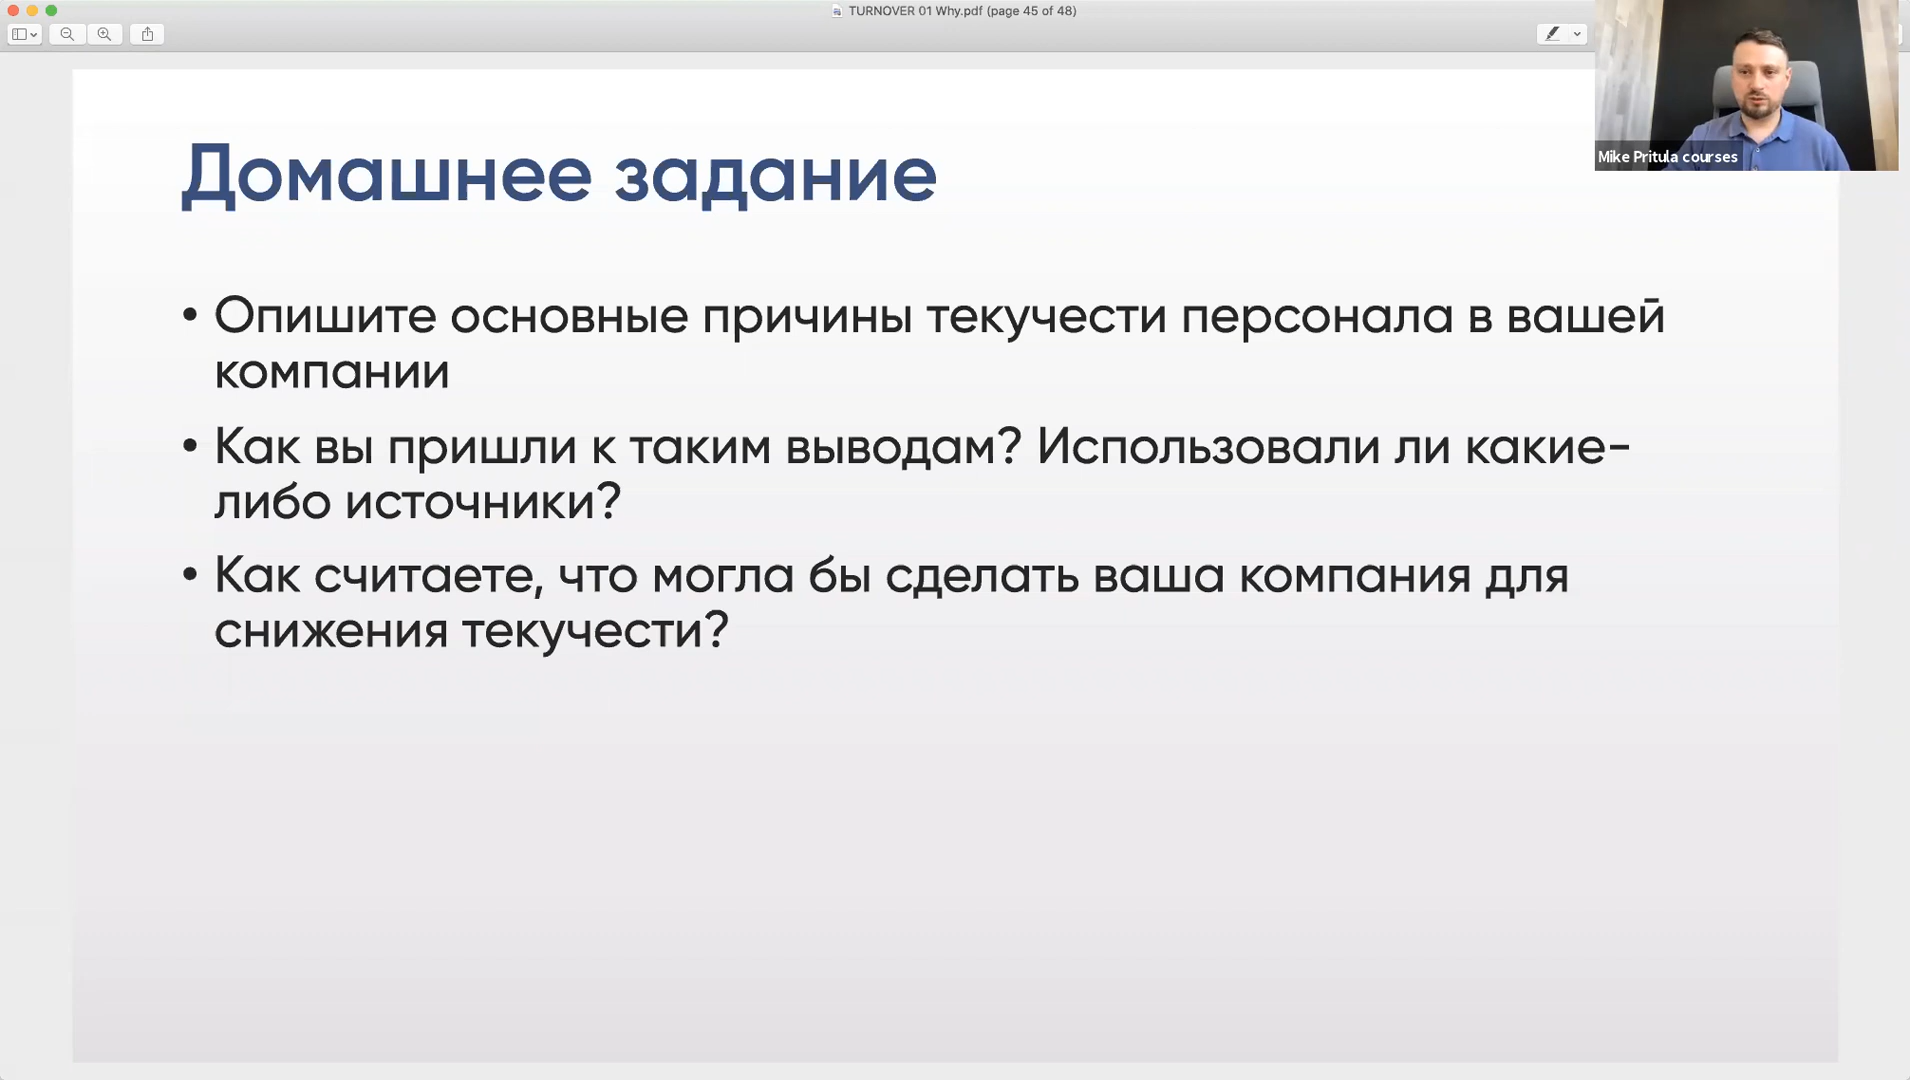 TURNOVER 01 Why.pdf (page 45 of 48)
Mike Pritula courses
Домашнее задание
• Опишите основные причины текучести персонала в вашей
компании
• Как вы пришли к таким выводам? Использовали ли какие-
либо источники?
• Как считаете, что могла бы сделать ваша компания для
снижения текучести?